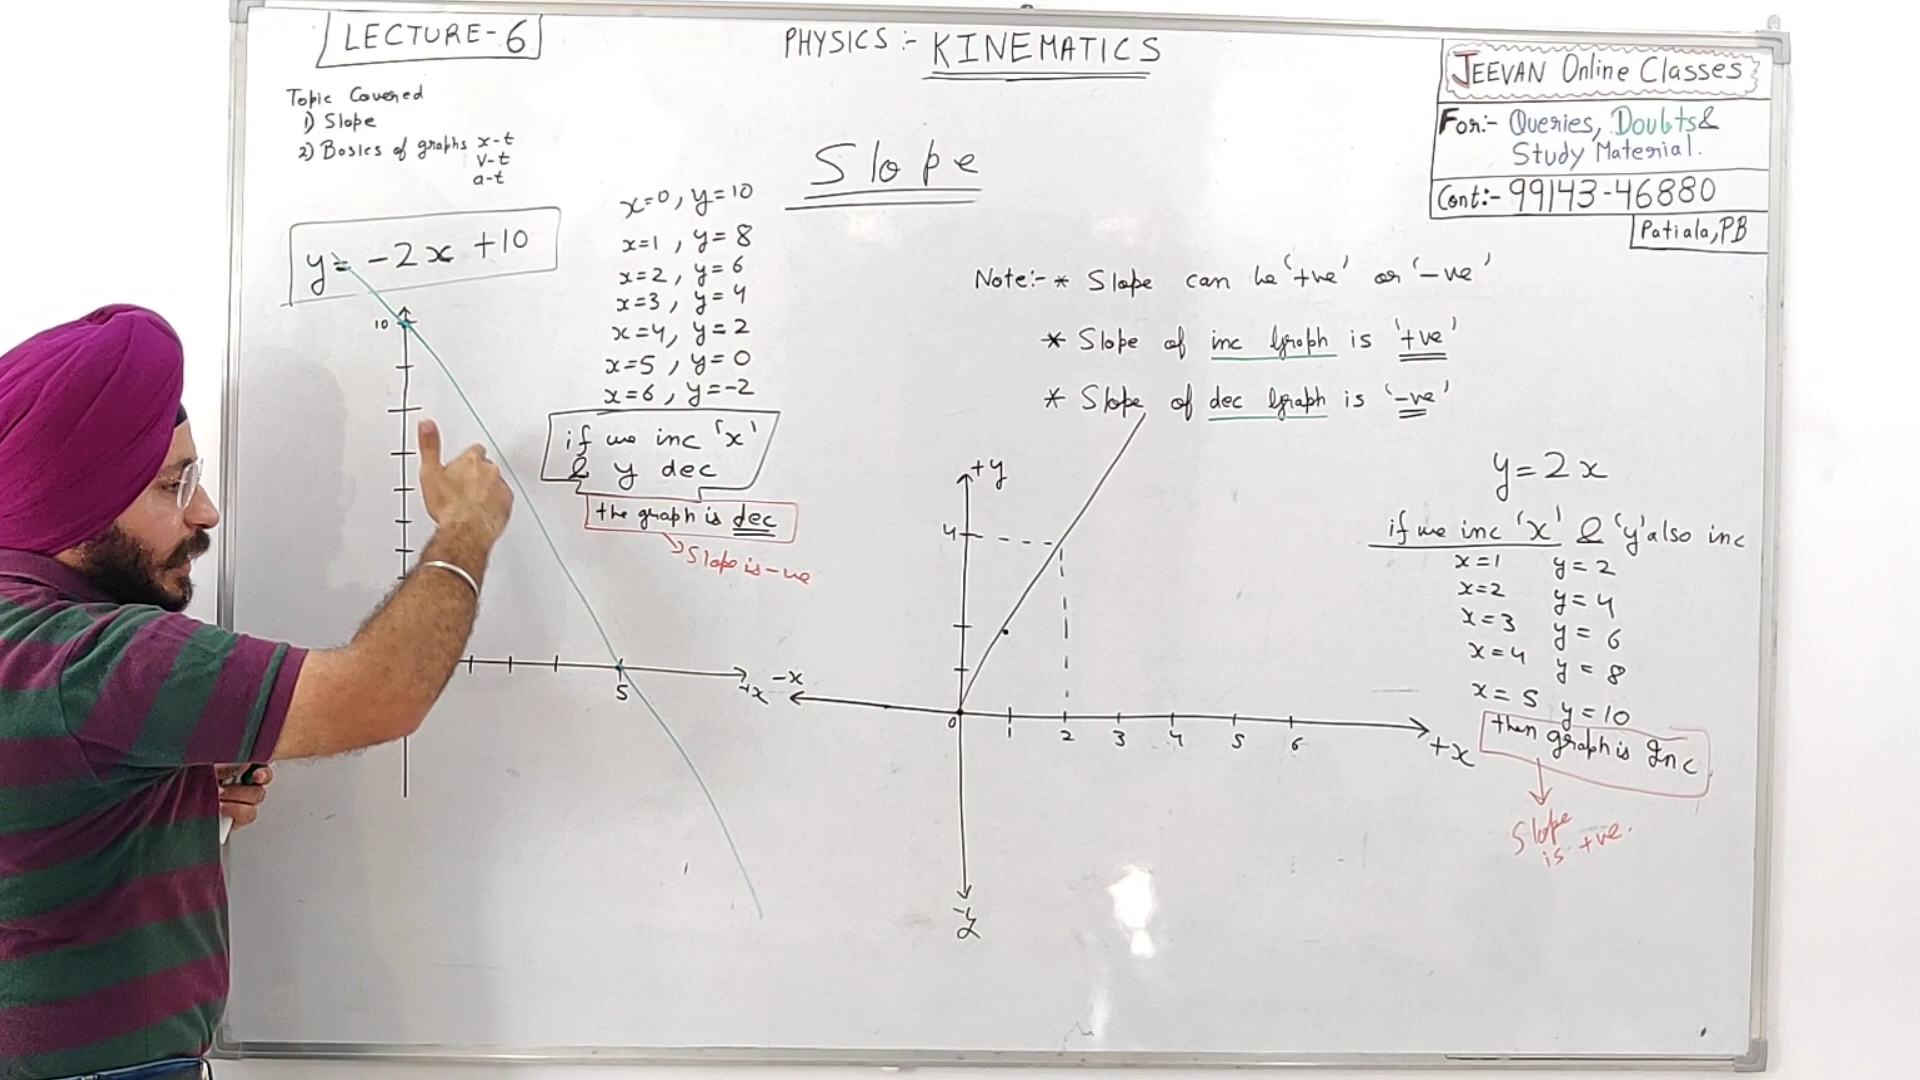 LECTURE-6
PHYSICS:- KINEMATICS
JEEVAN Online Classes
For:- Queries, Doubts &
Study Material.
Cont:- 99143-46880
Patiala, PB
Topic Covered
1) Slope
2) Basics of graphs x-t
v-t
a-t
Slope
y = -2x +10
x=0, y=10
x=1, y=8
x=2, y=6
x=3, y=4
x=4, y=2
x=5, y=0
x=6, y=-2
if we inc 'x'
& y dec
the graph is dec
Slope is -ve
10
5
+x
Note:- * Slope can be '+ve' or '-ve'
* Slope of inc Graph is '+ve'
* Slope of dec Graph is '-ve'
+y
4
-x
0 1 2 3 4 5 6
+x
-y
y=2x
if we inc 'x' & 'y' also inc
x=1 y=2
x=2 y=4
x=3 y=6
x=4 y=8
x=5 y=10
then graph is Inc
Slope
is +ve.